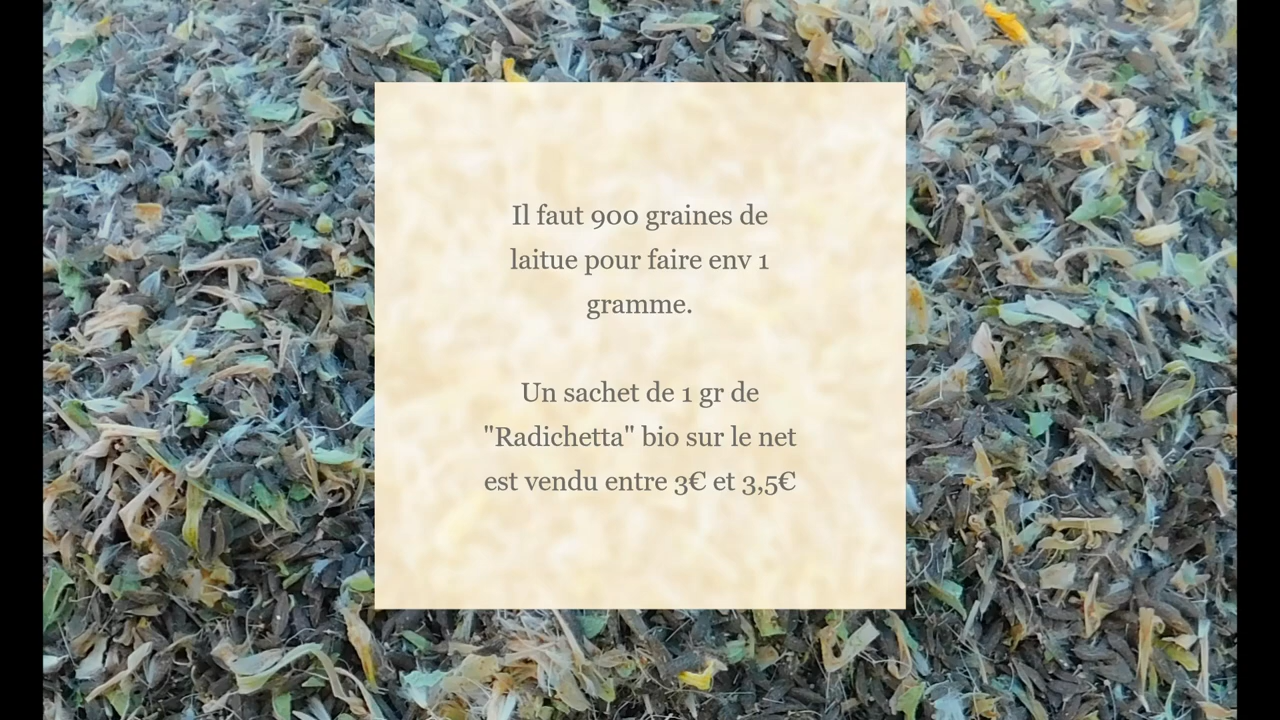 Il faut 900 graines de
laitue pour faire env 1
gramme.
Un sachet de 1 gr de
"Radichetta" bio sur le net
est vendu entre 3€ et 3,5€